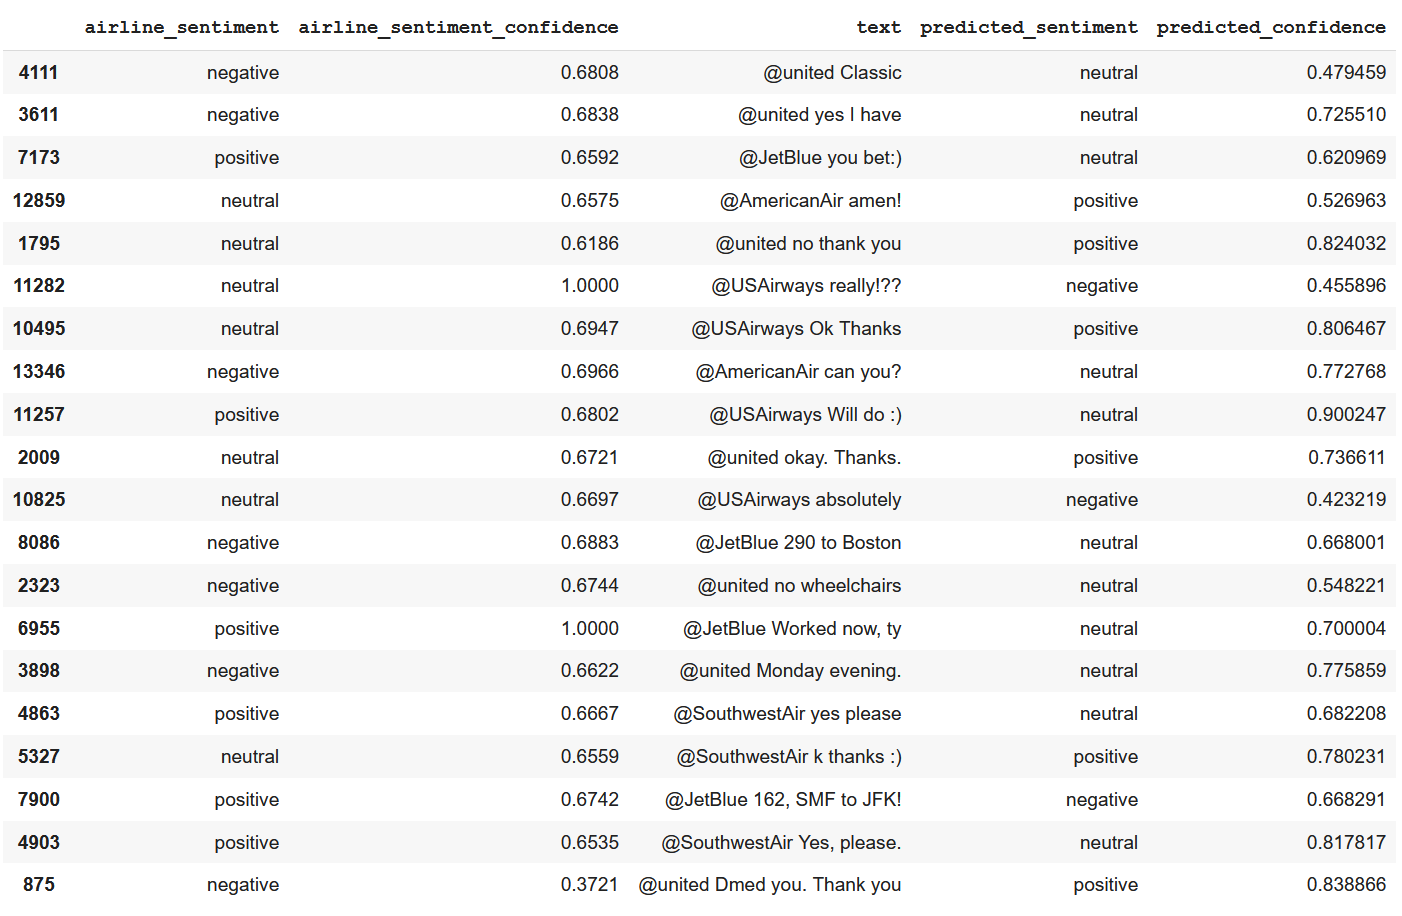 airline_sentiment airline_sentiment_confidence text predicted_sentiment predicted_confidence
4111 negative 0.6808 @united Classic neutral 0.479459
3611 negative 0.6838 @united yes I have neutral 0.725510
7173 positive 0.6592 @JetBlue you bet:) neutral 0.620969
12859 neutral 0.6575 @AmericanAir amen! positive 0.526963
1795 neutral 0.6186 @united no thank you positive 0.824032
11282 neutral 1.0000 @USAirways really!?? negative 0.455896
10495 neutral 0.6947 @USAirways Ok Thanks positive 0.806467
13346 negative 0.6966 @AmericanAir can you? neutral 0.772768
11257 positive 0.6802 @USAirways Will do :) neutral 0.900247
2009 neutral 0.6721 @united okay. Thanks. positive 0.736611
10825 neutral 0.6697 @USAirways absolutely negative 0.423219
8086 negative 0.6883 @JetBlue 290 to Boston neutral 0.668001
2323 negative 0.6744 @united no wheelchairs neutral 0.548221
6955 positive 1.0000 @JetBlue Worked now, ty neutral 0.700004
3898 negative 0.6622 @united Monday evening. neutral 0.775859
4863 positive 0.6667 @SouthwestAir yes please neutral 0.682208
5327 neutral 0.6559 @SouthwestAir k thanks :) positive 0.780231
7900 positive 0.6742 @JetBlue 162, SMF to JFK! negative 0.668291
4903 positive 0.6535 @SouthwestAir Yes, please. neutral 0.817817
875 negative 0.3721 @united Dmed you. Thank you positive 0.838866